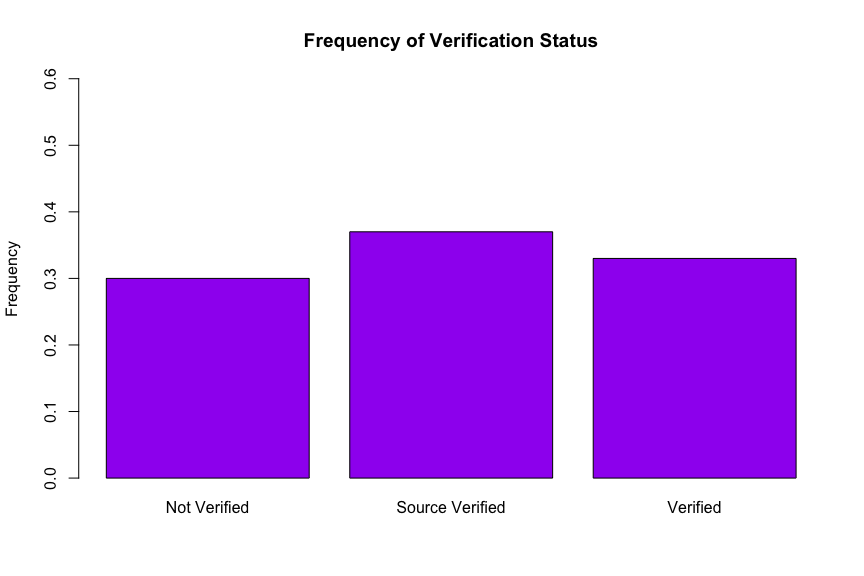 Frequency of Verification Status
Frequency
0.6
0.5
0.4
0.3
0.2
0.1
0.0
Not Verified
Source Verified
Verified